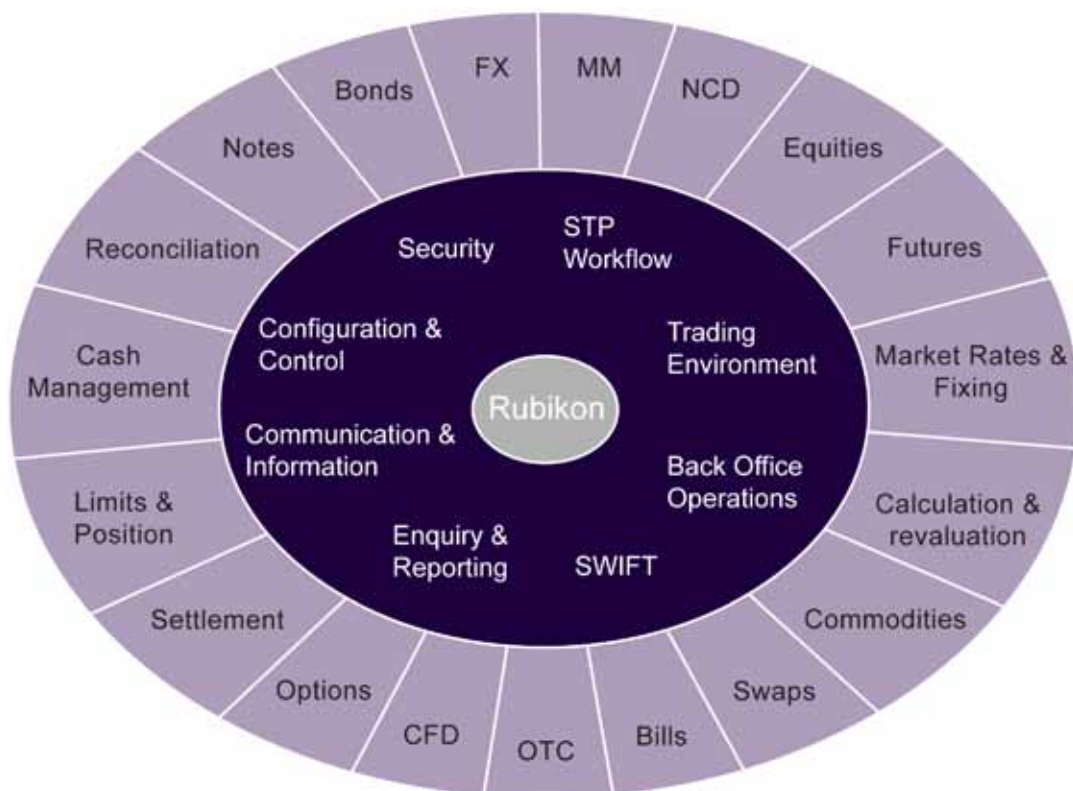 FX
MM
NCD
Equities
Futures
Market Rates &
Fixing
Calculation &
revaluation
Commodities
Swaps
Bills
OTC
CFD
Options
Settlement
Limits &
Position
Cash
Management
Reconciliation
Notes
Bonds
Security
STP
Workflow
Trading
Environment
Back Office
Operations
SWIFT
Enquiry &
Reporting
Communication &
Information
Configuration &
Control
Rubikon